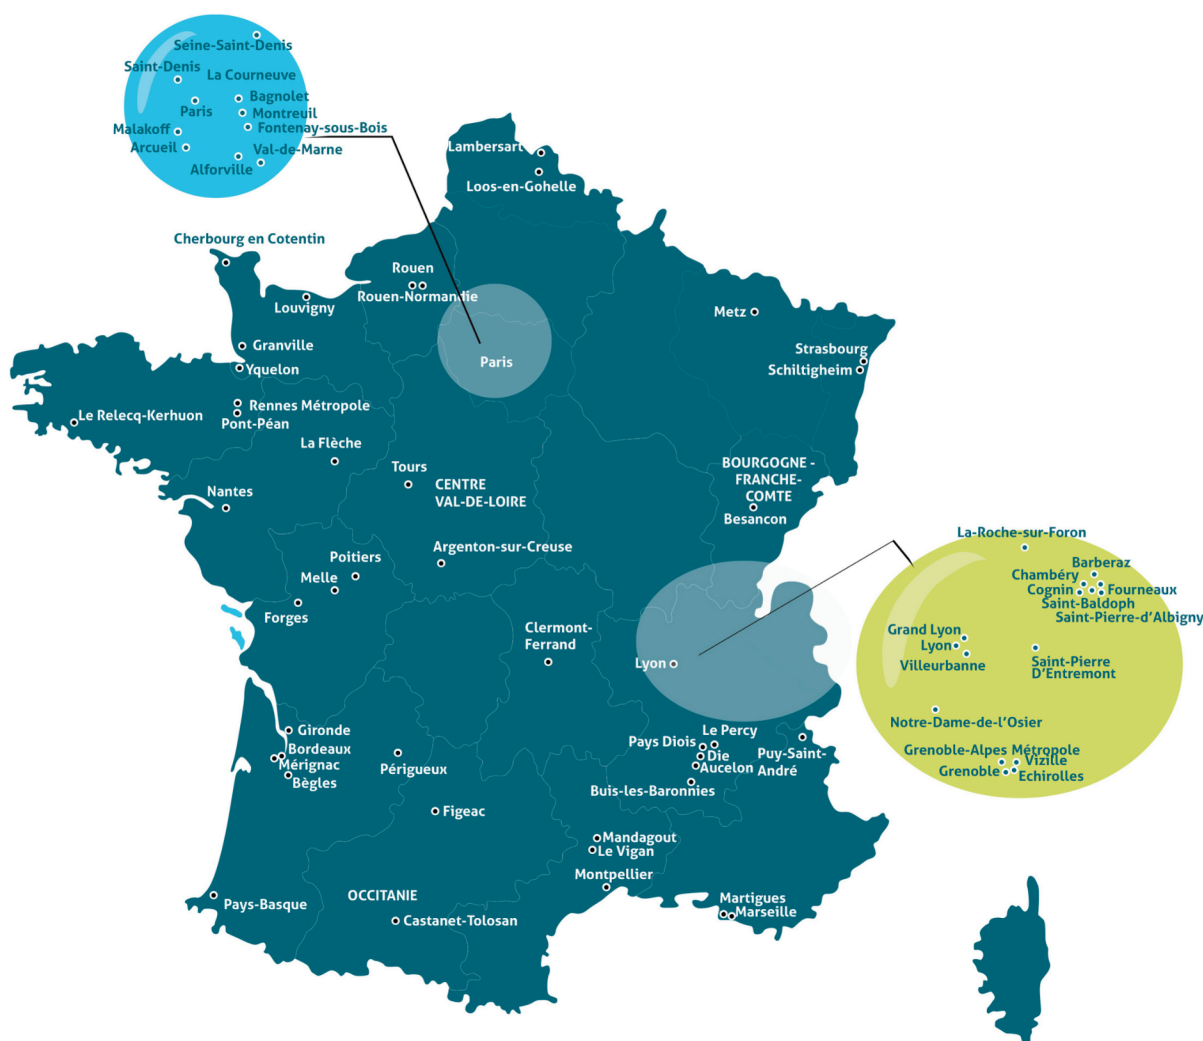 Seine-Saint-Denis
Saint-Denis
La Courneuve
Bagnolet
Paris
Montreuil
Malakoff
Fontenay-sous-Bois
Arcueil
Val-de-Marne
Alforville
Lambersart
Loos-en-Gohelle
Cherbourg en Cotentin
Rouen
Rouen-Normandie
Louvigny
Metz
Granville
Strasbourg
Paris
Yquelon
Schiltigheim
Rennes Métropole
Le Relecq-Kerhuon
Pont-Péan
La Flèche
Tours
CENTRE
VAL-DE-LOIRE
BOURGOGNE -
FRANCHE-
COMTE
Besancon
Nantes
Argenton-sur-Creuse
Poitiers
Melle
Forges
Clermont-
Ferrand
Lyon
La-Roche-sur-Foron
Barberaz
Chambéry
Cognin
Fourneaux
Saint-Baldoph
Saint-Pierre-d'Albigny
Grand Lyon
Lyon
Villeurbanne
Saint-Pierre
D'Entremont
Notre-Dame-de-l'Osier
Grenoble-Alpes Métropole
Vizille
Grenoble
Echirolles
Gironde
Bordeaux
Mérignac
Bègles
Périgueux
Le Percy
Pays Diois
Die
Aucelon
Puy-Saint-
André
Buis-les-Baronnies
Figeac
Mandagout
Le Vigan
Montpellier
Pays-Basque
OCCITANIE
Castanet-Tolosan
Martigues
Marseille